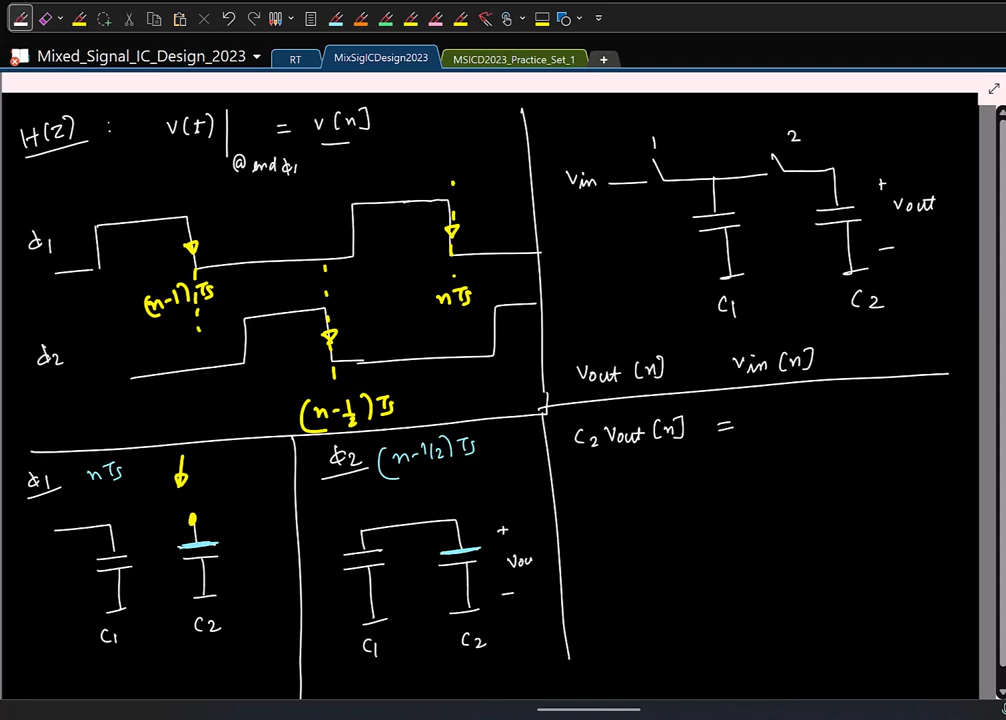 Mixed_Signal_IC_Design_2023
RT
MixSigICDesign2023
MSICD2023_Practice_Set_1
H(Z) : v(t)| = v[n]
@ end ϕ1
ϕ1
(n-1)Ts
nTs
ϕ2
(n-1/2)Ts
1
2
vin
+
vout
−
C1
C2
vout [n] vin [n]
ϕ1 nTs
C1
C2
ϕ2 (n-1/2)Ts
+
vou
−
C1
C2
C2 vout [n] =